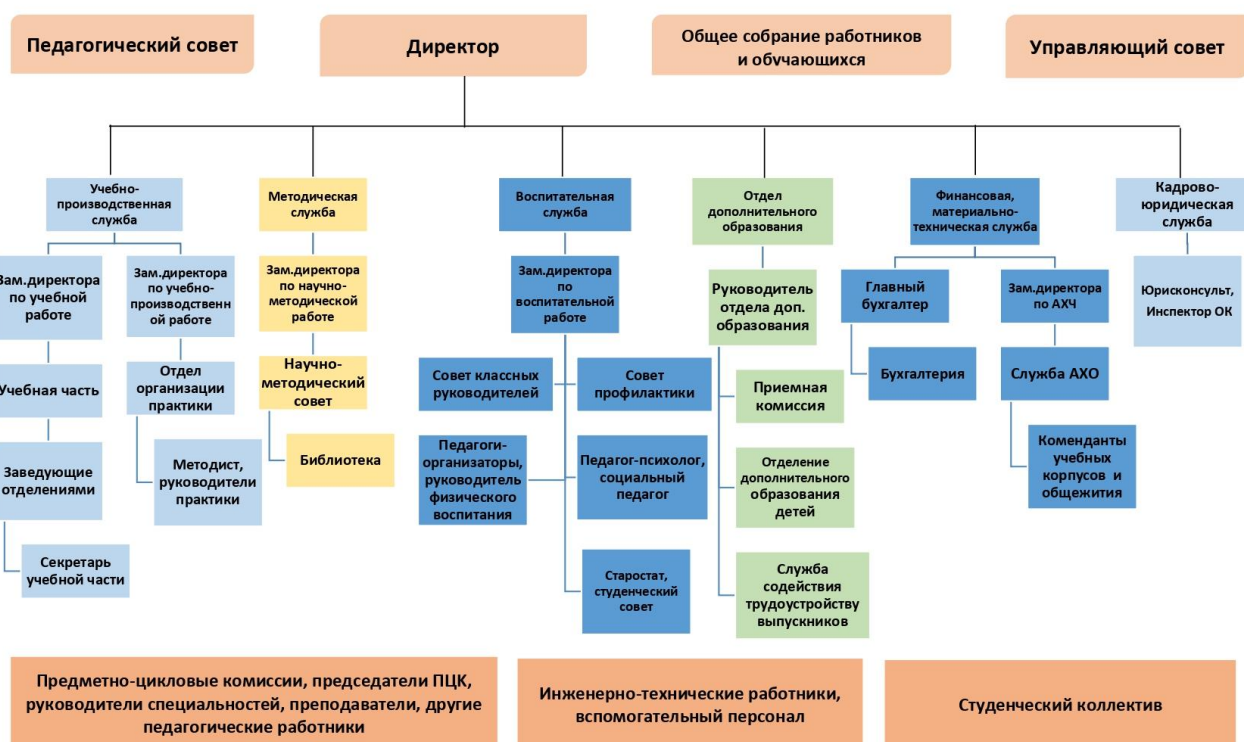 Педагогический совет
Директор
Общее собрание работников
и обучающихся
Управляющий совет
Учебно-
производственная
служба
Методическая
служба
Воспитательная
служба
Отдел
дополнительного
образования
Финансовая,
материально-
техническая служба
Кадрово-
юридическая
служба
Зам.директора
по учебной
работе
Зам.директора
по учебно-
производственн
ой работе
Зам.директора
по научно-
методической
работе
Зам.директора
по
воспитательной
работе
Руководитель
отдела доп.
образования
Главный
бухгалтер
Зам.директора
по АХЧ
Юрисконсульт,
Инспектор ОК
Учебная часть
Отдел
организации
практики
Научно-
методический
совет
Совет классных
руководителей
Совет
профилактики
Приемная
комиссия
Бухгалтерия
Служба АХО
Заведующие
отделениями
Методист,
руководители
практики
Библиотека
Педагоги-
организаторы,
руководитель
физического
воспитания
Педагог-психолог,
социальный
педагог
Отделение
дополнительного
образования
детей
Коменданты
учебных
корпусов и
общежития
Секретарь
учебной части
Старостат,
студенческий
совет
Служба
содействия
трудоустройству
выпускников
Предметно-цикловые комиссии, председатели ПЦК,
руководители специальностей, преподаватели, другие
педагогические работники
Инженерно-технические работники,
вспомогательный персонал
Студенческий коллектив